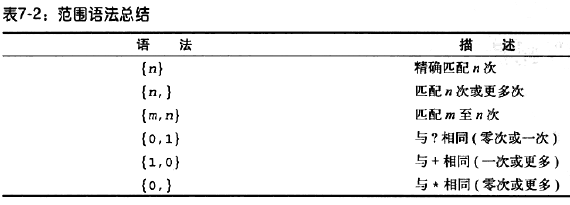 表7-2：范围语法总结
语 法 描 述
{n} 精确匹配n次
{n,} 匹配n次或更多次
{m,n} 匹配m至n次
{0,1} 与?相同(零次或一次)
{1,0} 与+相同(一次或更多)
{0,} 与*相同(零次或更多)